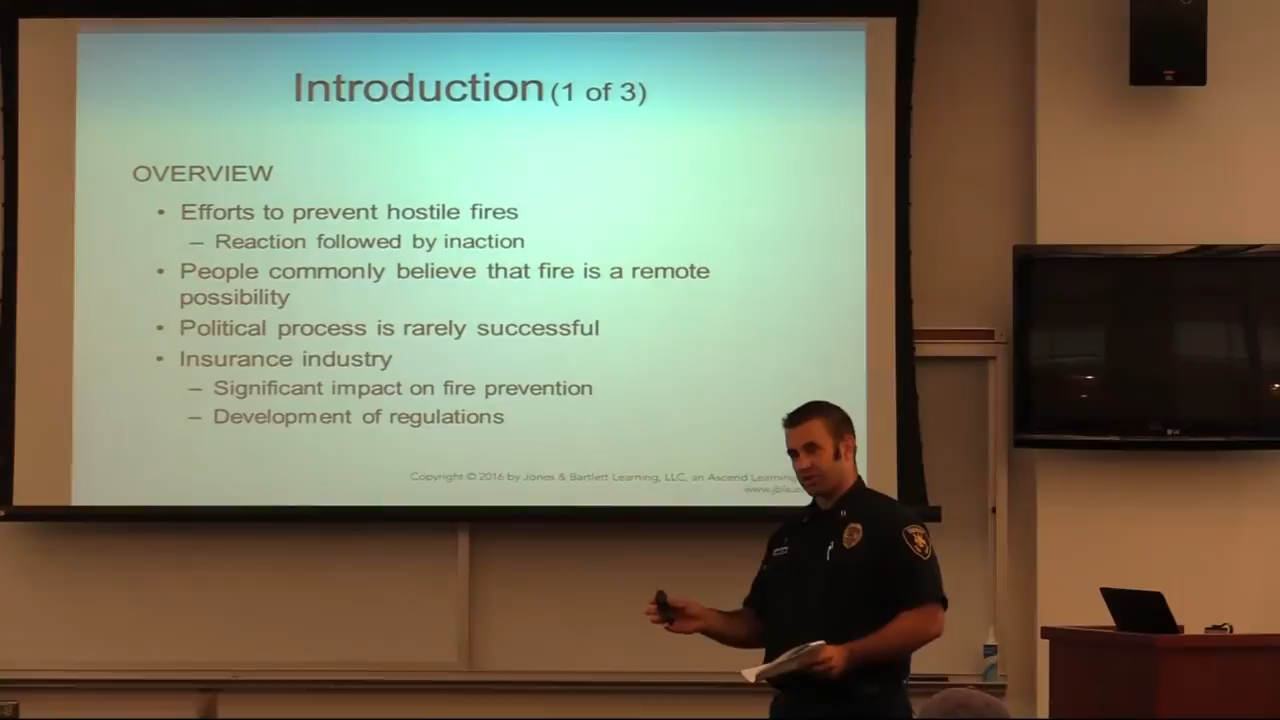 Introduction (1 of 3)
OVERVIEW
• Efforts to prevent hostile fires
– Reaction followed by inaction
• People commonly believe that fire is a remote
possibility
• Political process is rarely successful
• Insurance industry
– Significant impact on fire prevention
– Development of regulations
Copyright © 2016 by Jones & Bartlett Learning, LLC, an Ascend Learning
LG